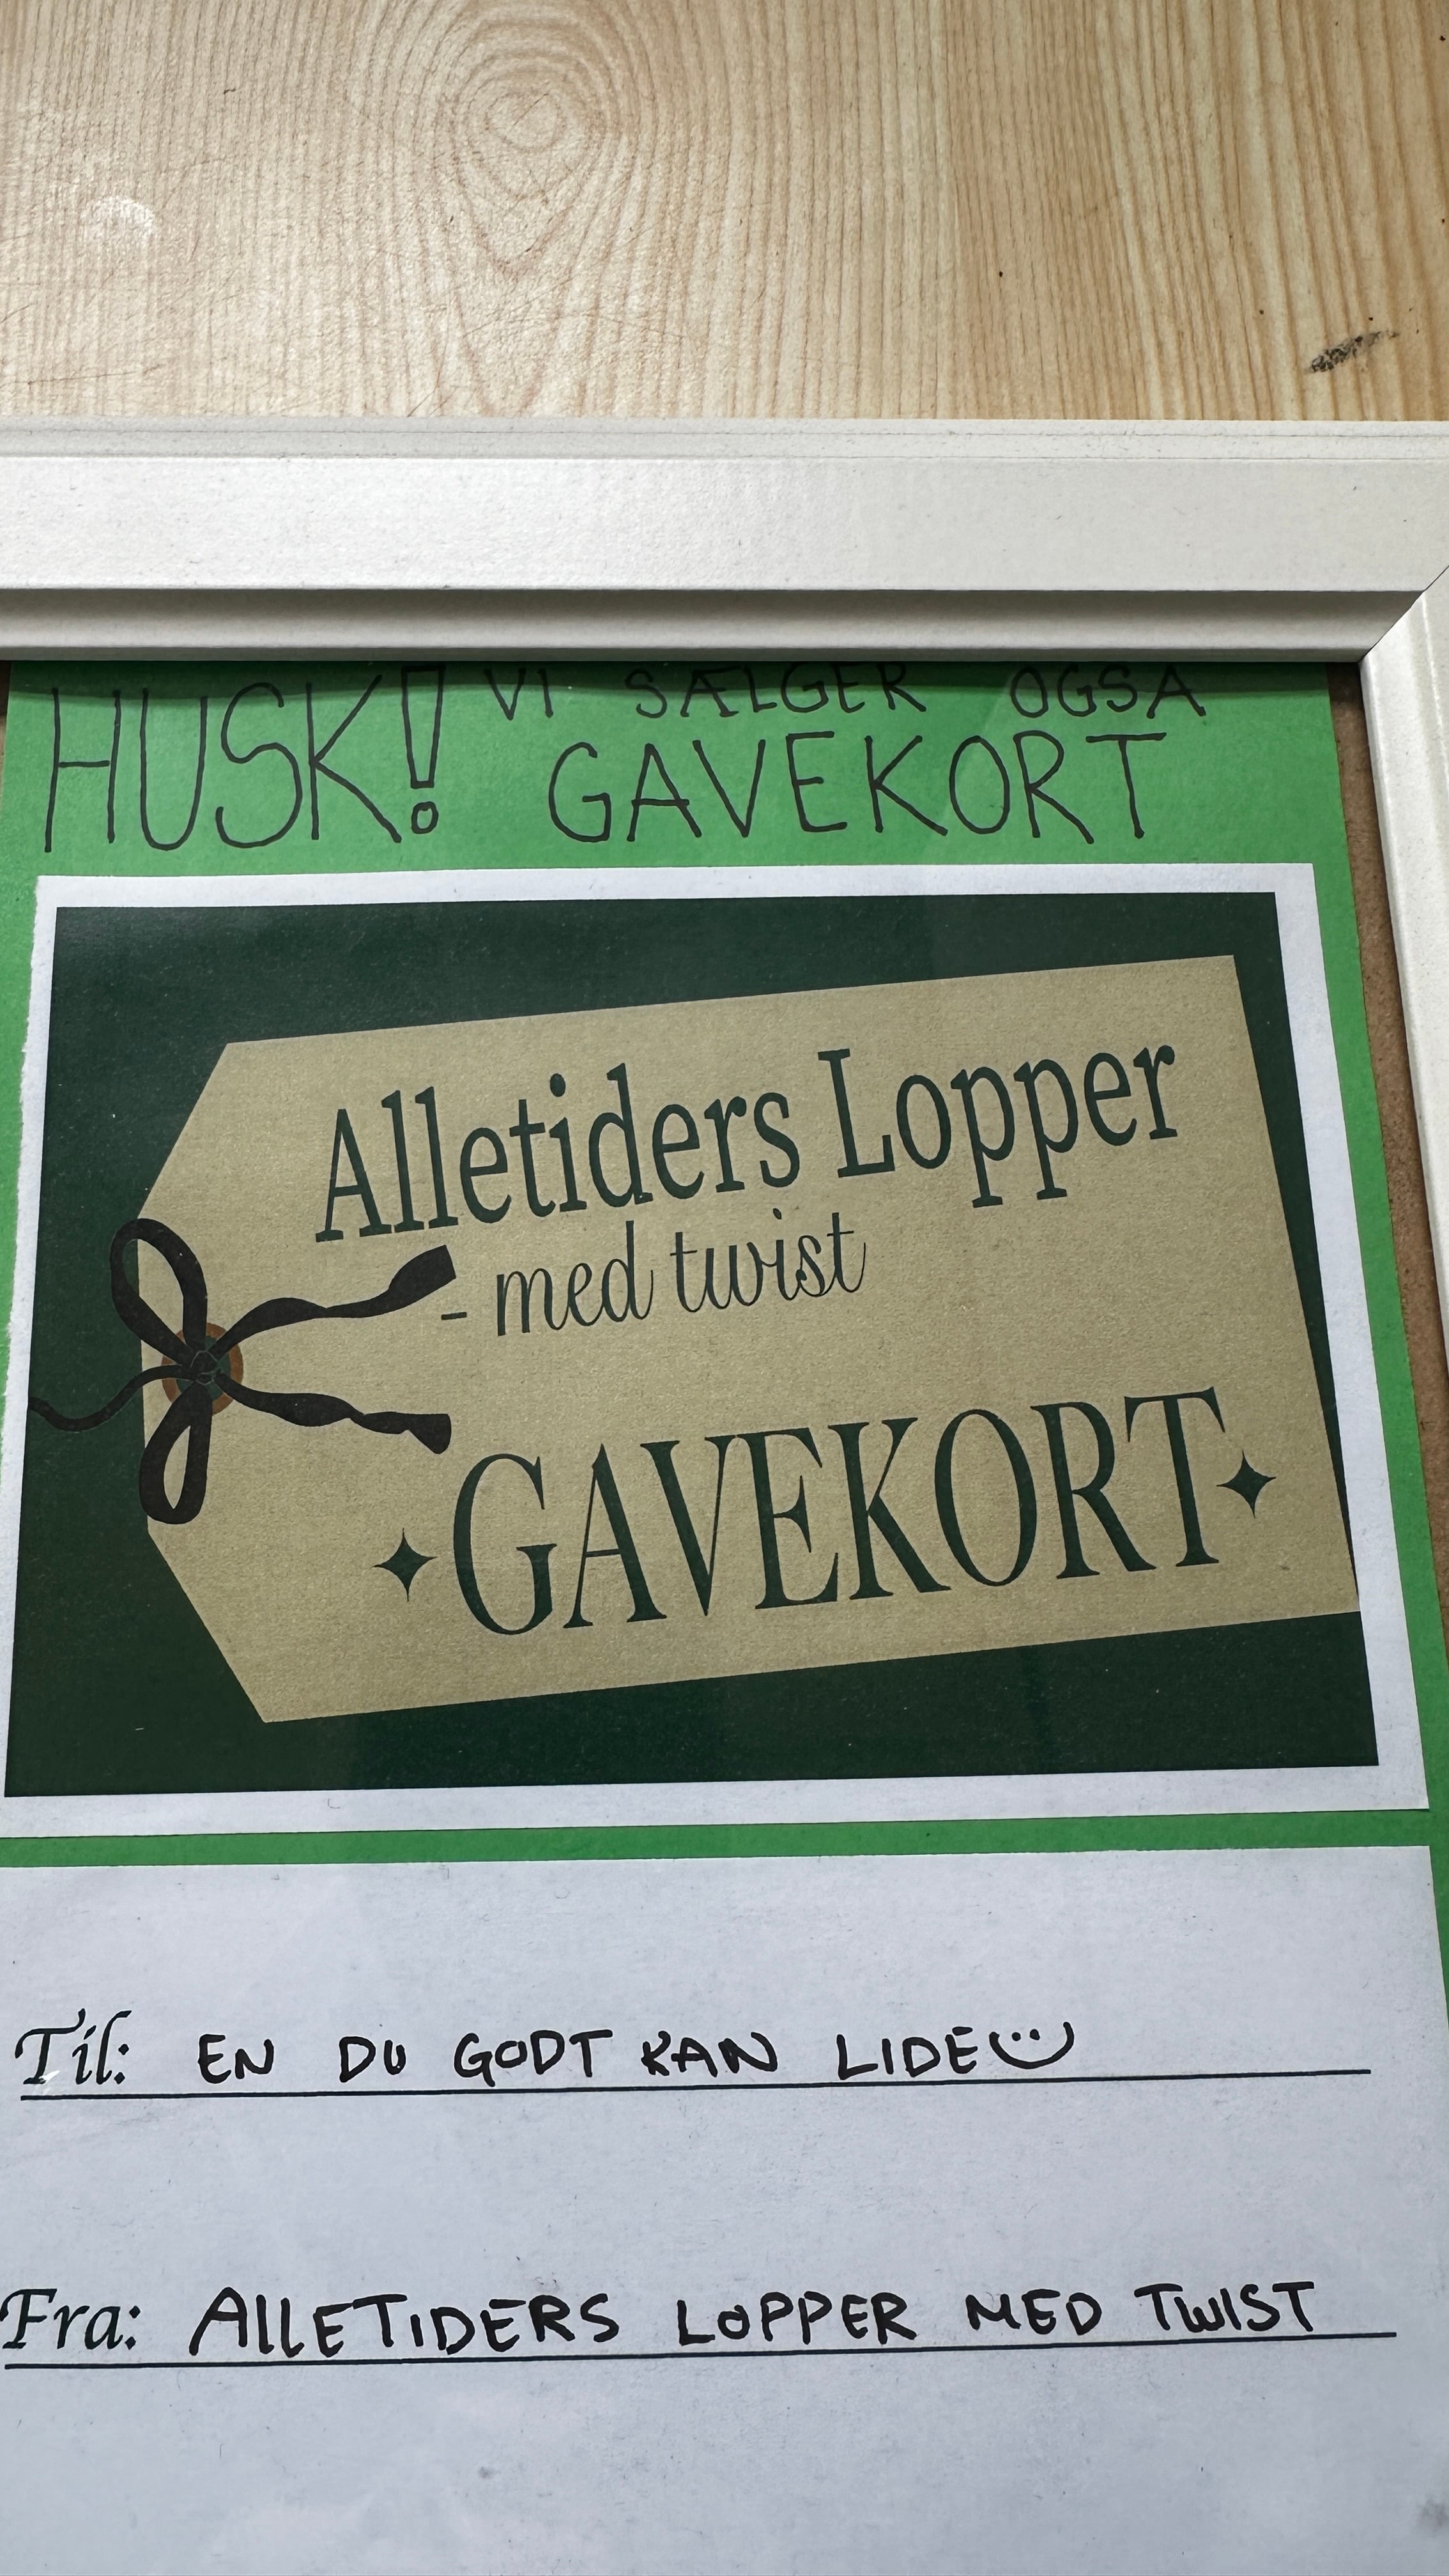 HUSK! VI SÆLGER OGSÅ
GAVEKORT
Alletiders Lopper
- med twist
GAVEKORT
Til: EN DU GODT KAN LIDE
Fra: ALLETIDERS LOPPER MED TWIST